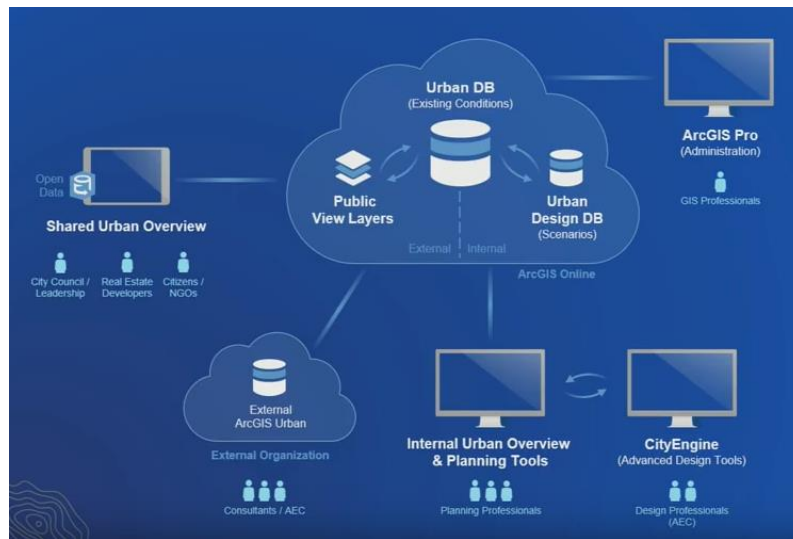 Urban DB
(Existing Conditions)
ArcGIS Pro
(Administration)
GIS Professionals
Open
Data
Shared Urban Overview
City Council /
Leadership
Real Estate
Developers
Citizens /
NGOs
Public
View Layers
Urban
Design DB
(Scenarios)
External
Internal
ArcGIS Online
External
ArcGIS Urban
External Organization
Consultants / AEC
Internal Urban Overview
& Planning Tools
Planning Professionals
CityEngine
(Advanced Design Tools)
Design Professionals
(AEC)